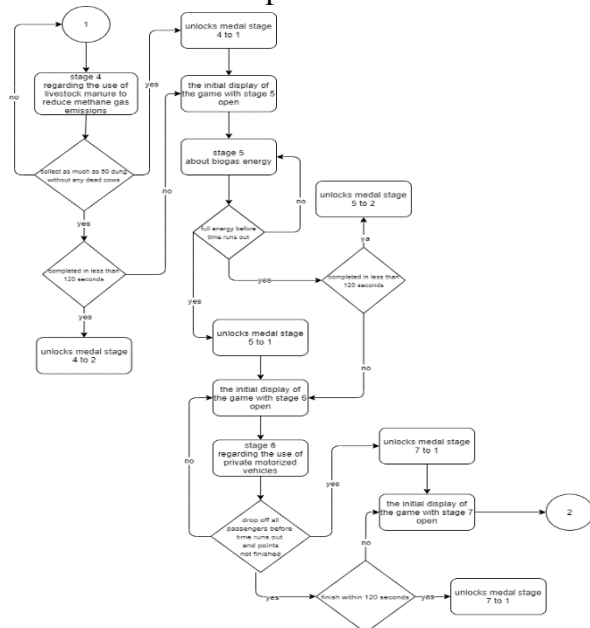 1
unlocks medal stage
4 to 1
stage 4
regarding the use of
livestock manure to
reduce methane gas
emissions
no
yes
the initial display of
the game with stage 5
open
collect as much as 50 dung
without any dead cows
no
yes
stage 5
about biogas energy
no
unlocks medal stage
5 to 2
full energy before
time runs out
ya
completed in less than
120 seconds
yes
completed in less than
120 seconds
yes
yes
unlocks medal stage
4 to 2
unlocks medal stage
5 to 1
no
the initial display of
the game with stage 6
open
stage 6
regarding the use of
private motorized
vehicles
no
unlocks medal stage
7 to 1
yes
drop off all
passengers before
time runs out
and points
not finished
the initial display of
the game with stage 7
open
2
no
yes
finish within 120 seconds
yes
unlocks medal stage
7 to 1